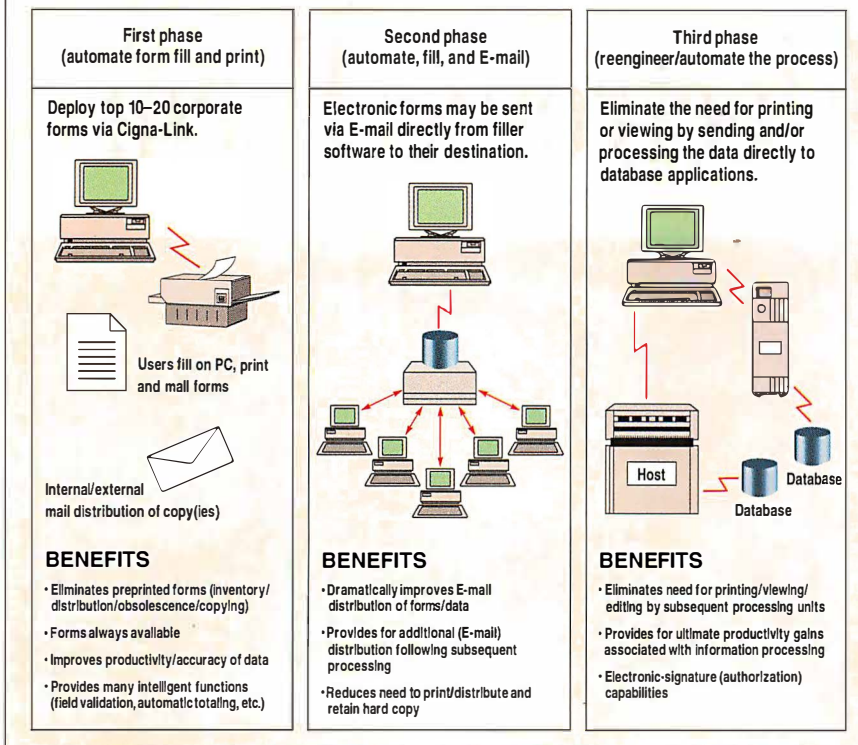 First phase
(automate form fill and print)
Deploy top 10–20 corporate
forms via Cigna-Link.
Users fill on PC, print
and mall forms
Internal/external
mail distribution of copy(ies)
BENEFITS
• Eliminates preprinted forms (inventory/
distribution/obsolescence/copying)
• Forms always available
• Improves productivity/accuracy of data
• Provides many intelligent functions
(field validation, automatic totaling, etc.)
Second phase
(automate, fill, and E-mail)
Electronic forms may be sent
via E-mail directly from filler
software to their destination.
BENEFITS
• Dramatically improves E-mail
distribution of forms/data
• Provides for additional (E-mail)
distribution following subsequent
processing
• Reduces need to print/distribute and
retain hard copy
Third phase
(reengineer/automate the process)
Eliminate the need for printing
or viewing by sending and/or
processing the data directly to
database applications.
Host
Database
Database
BENEFITS
• Eliminates need for printing/viewing/
editing by subsequent processing units
• Provides for ultimate productivity gains
associated with information processing
• Electronic-signature (authorization)
capabilities